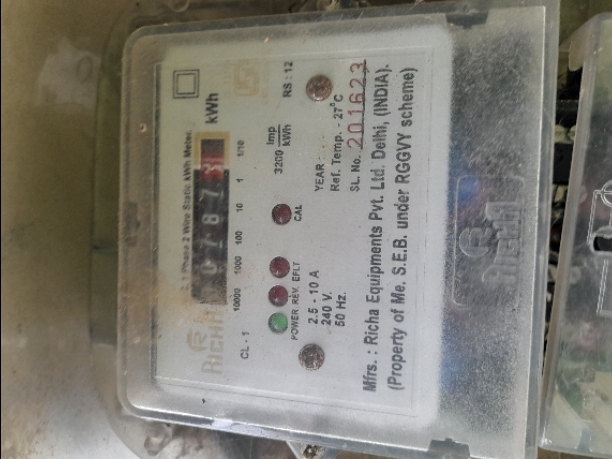 1 Phase 2 Wire Static kWh Meter
RICHA
kWh
10000 1000 100 10 1 1/10
CL - 1
RS : 12
3200 Imp
kWh
POWER REV. EFLT CAL
2.5 - 10 A
240 V.
50 Hz.
YEAR :
Ref. Temp. - 27°C
SL. No. 201623
Mfrs. : Richa Equipments Pvt. Ltd. Delhi, (INDIA).
(Property of Me. S.E.B. under RGGVY scheme)